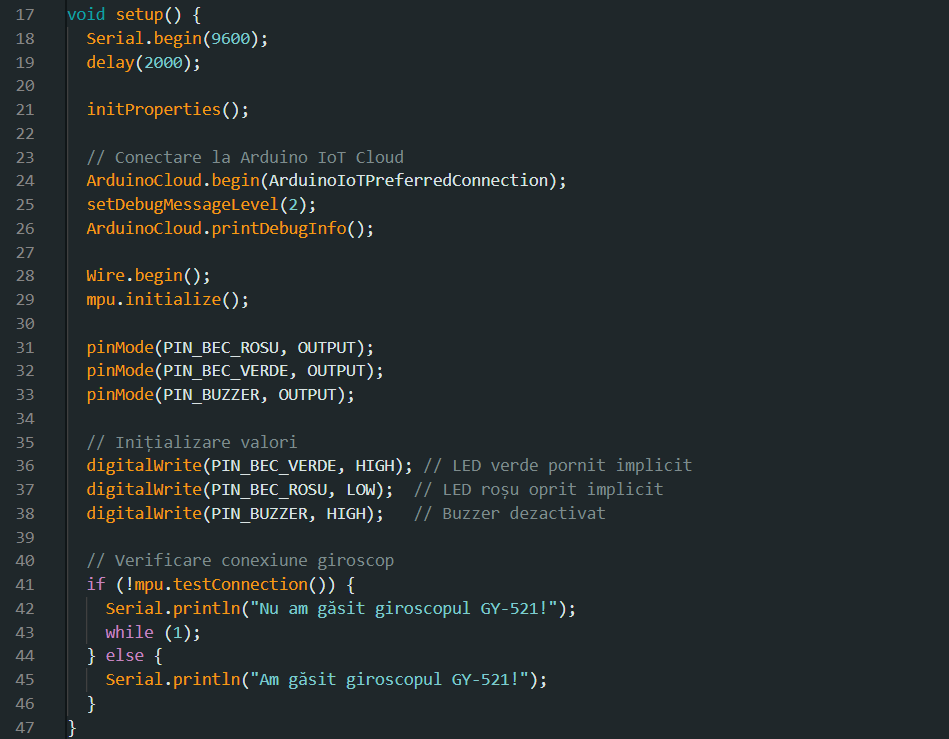 17 void setup() {
18 Serial.begin(9600);
19 delay(2000);
20
21 initProperties();
22
23 // Conectare la Arduino IoT Cloud
24 ArduinoCloud.begin(ArduinoIoTPreferredConnection);
25 setDebugMessageLevel(2);
26 ArduinoCloud.printDebugInfo();
27
28 Wire.begin();
29 mpu.initialize();
30
31 pinMode(PIN_BEC_ROSU, OUTPUT);
32 pinMode(PIN_BEC_VERDE, OUTPUT);
33 pinMode(PIN_BUZZER, OUTPUT);
34
35 // Inițializare valori
36 digitalWrite(PIN_BEC_VERDE, HIGH); // LED verde pornit implicit
37 digitalWrite(PIN_BEC_ROSU, LOW); // LED roșu oprit implicit
38 digitalWrite(PIN_BUZZER, HIGH); // Buzzer dezactivat
39
40 // Verificare conexiune giroscop
41 if (!mpu.testConnection()) {
42 Serial.println("Nu am găsit giroscopul GY-521!");
43 while (1);
44 } else {
45 Serial.println("Am găsit giroscopul GY-521!");
46 }
47 }